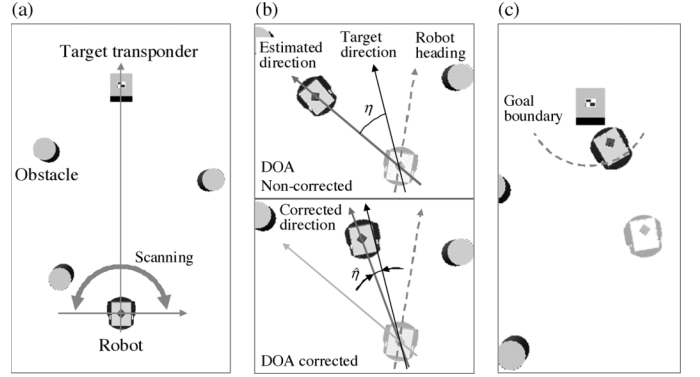 (a)
Target transponder
Obstacle
Scanning
Robot
(b)
Estimated direction
Target direction
Robot heading
η
DOA
Non-corrected
Corrected direction
η̂
DOA corrected
(c)
Goal boundary